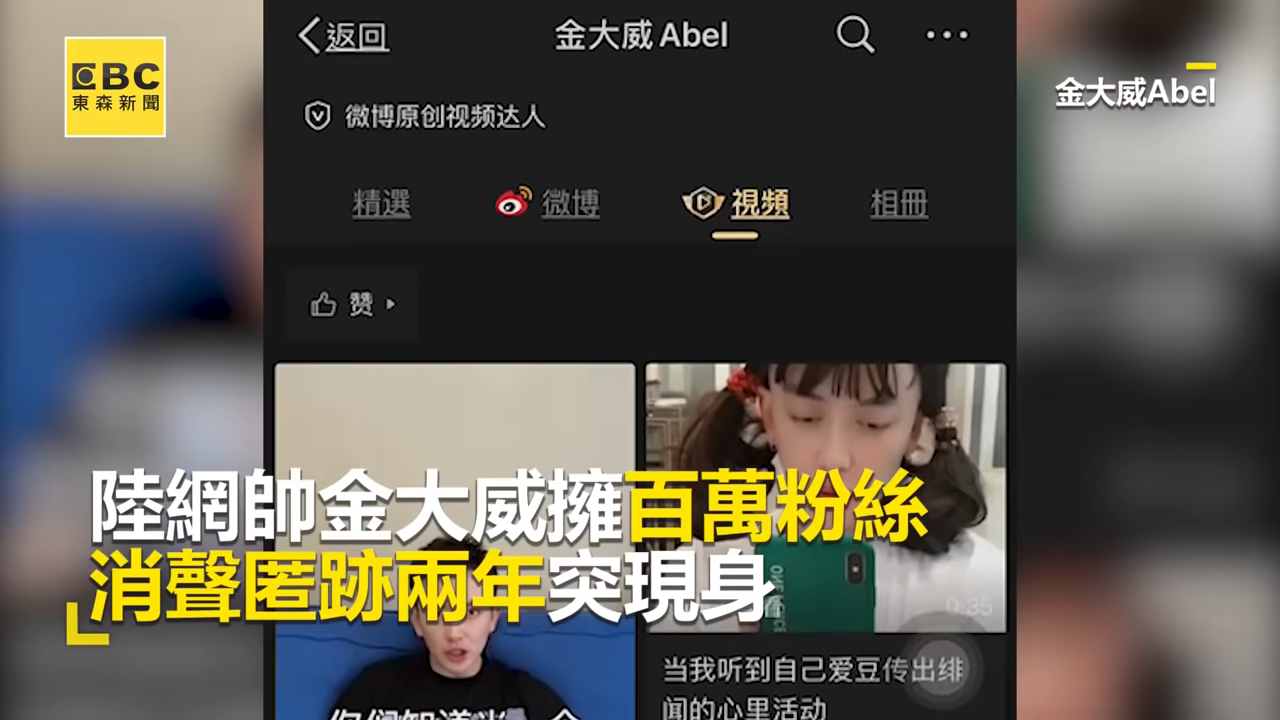 EBC
東森新聞
返回
金大威 Abel
金大威Abel
微博原创视频达人
精選
微博
視頻
相冊
赞
陸網帥金大威擁百萬粉絲
消聲匿跡兩年突現身
0:35
当我听到自己爱豆传出绯
闻的心里活动